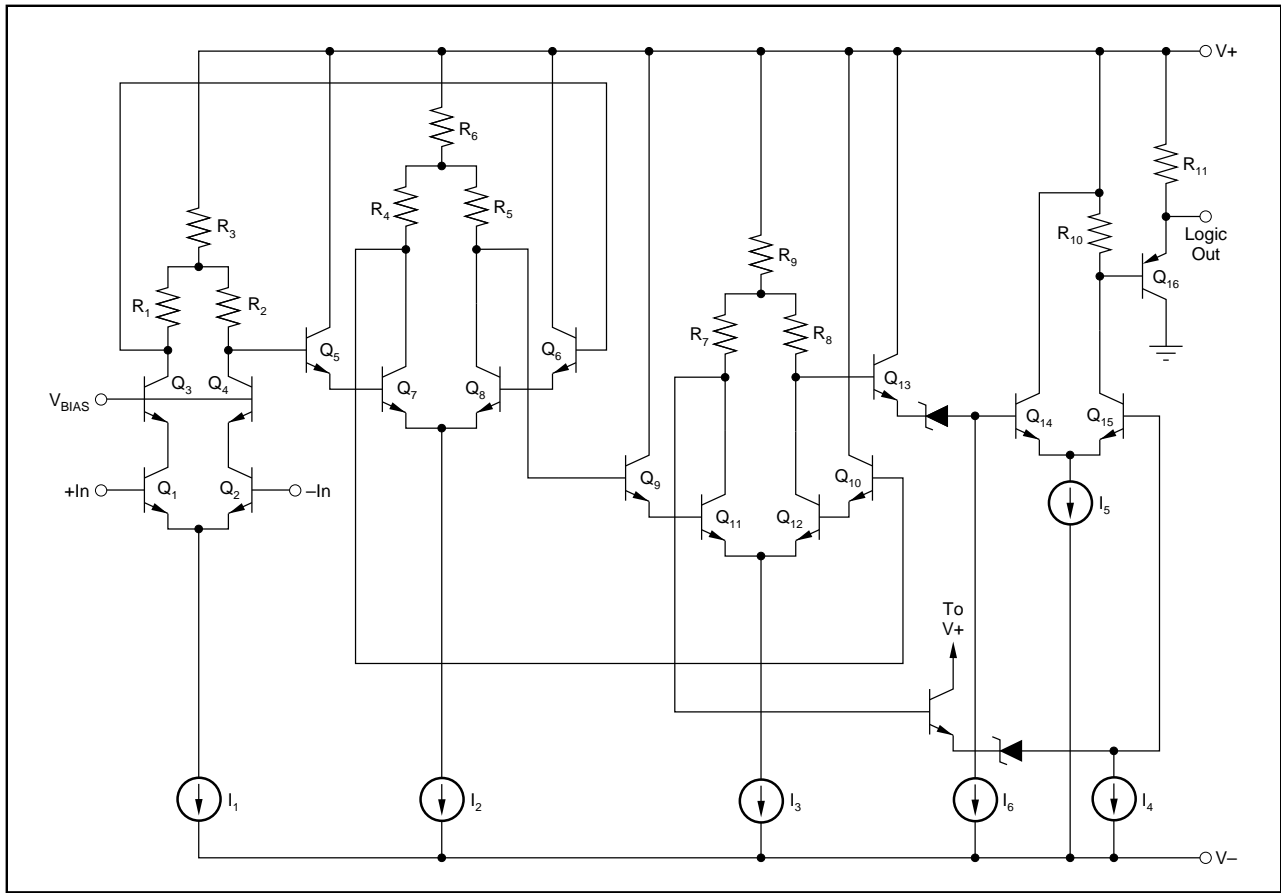 V+
R6
R11
R4
R5
R3
R10
Logic
Out
R9
Q16
R1
R2
R7
R8
Q5
Q6
Q3
Q4
Q7
Q8
Q13
VBIAS
Q14
Q15
+In
Q1
Q2
–In
Q9
Q10
I5
Q11
Q12
To
V+
I1
I2
I3
I6
I4
V–